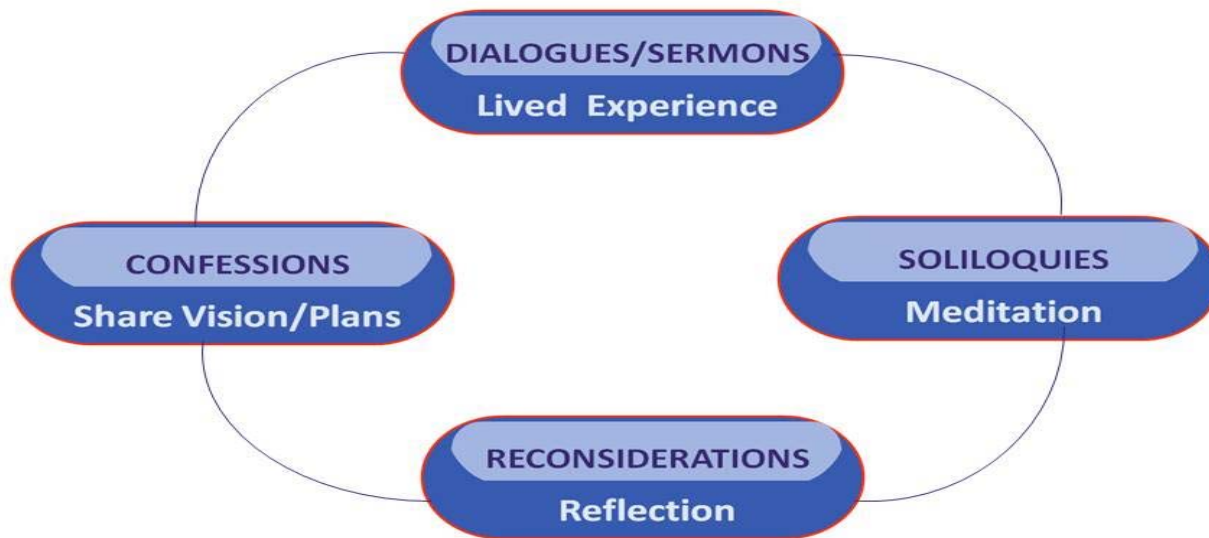 DIALOGUES/SERMONS
Lived Experience
CONFESSIONS
Share Vision/Plans
SOLILOQUIES
Meditation
RECONSIDERATIONS
Reflection